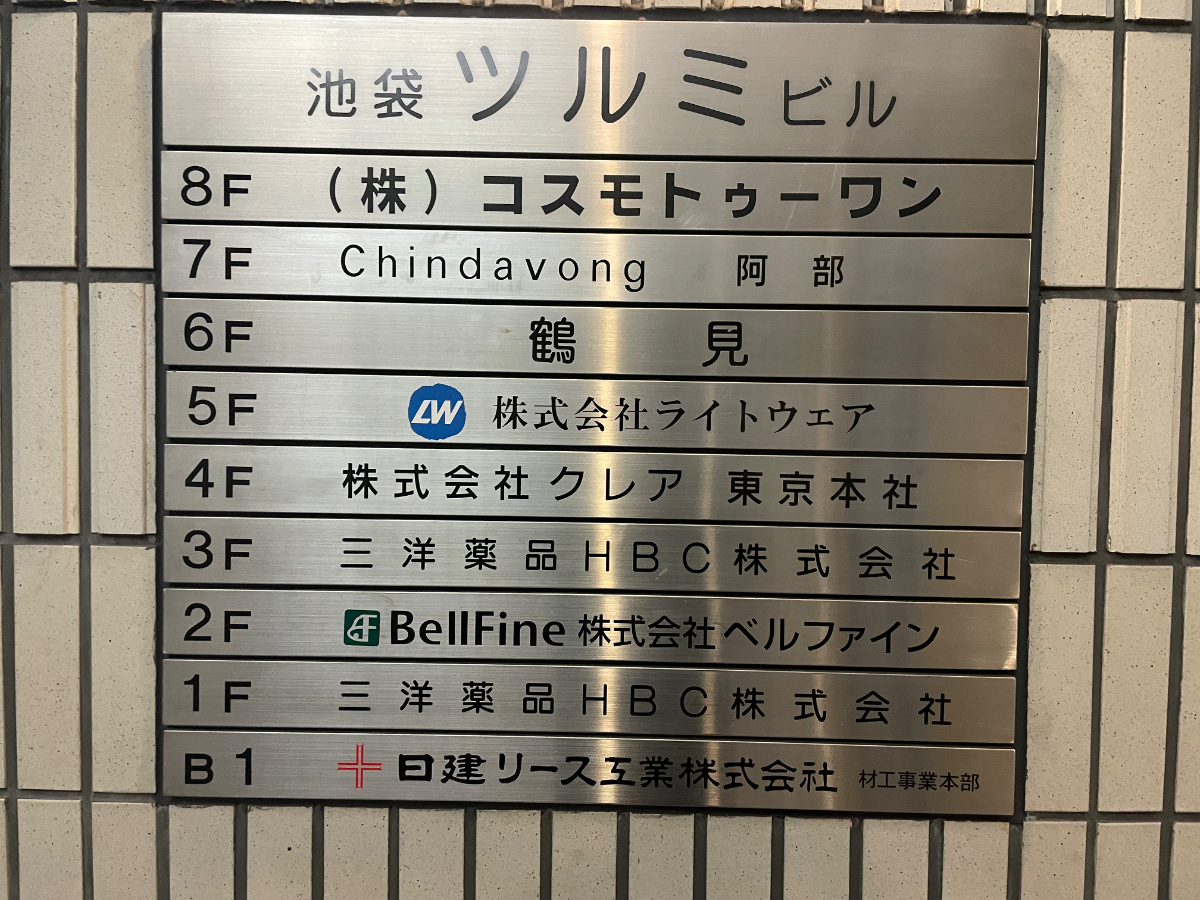 池袋 ツルミ ビル
8F (株) コスモトゥーワン
7F Chindavong 阿部
6F 鶴見
5F LW 株式会社ライトウェア
4F 株式会社クレア 東京本社
3F 三洋薬品HBC株式会社
2F BellFine 株式会社ベルファイン
1F 三洋薬品HBC株式会社
B1 日建リース工業株式会社 材工事業本部